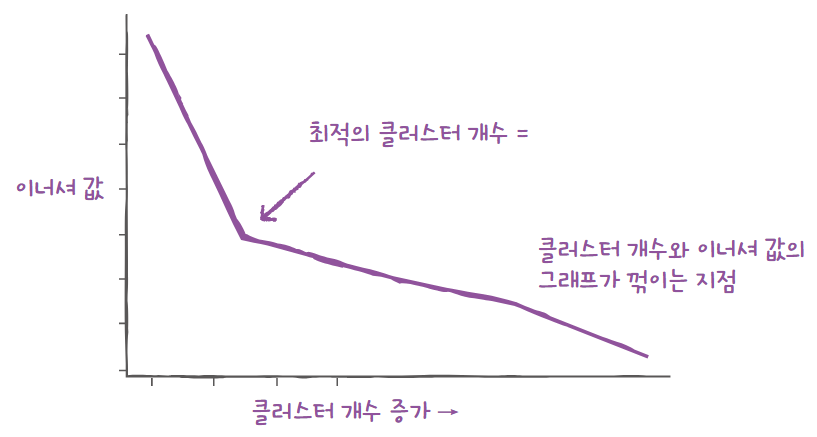 최적의 클러스터 개수 =
이너셔 값
클러스터 개수와 이너셔 값의
그래프가 꺾이는 지점
클러스터 개수 증가 →